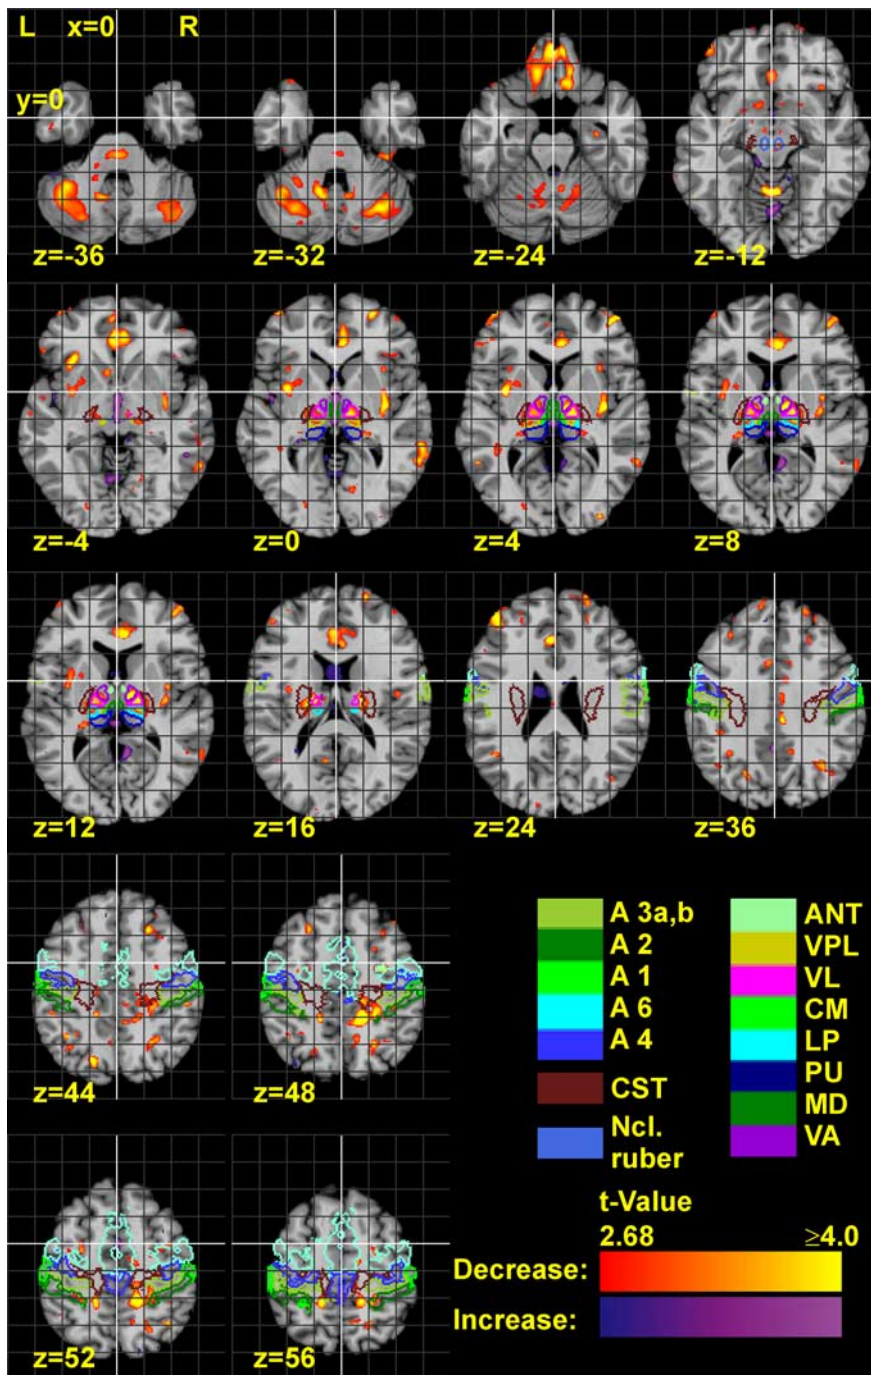 L x=0 R
y=0
z=-36 z=-32 z=-24 z=-12
z=-4 z=0 z=4 z=8
z=12 z=16 z=24 z=36
z=44 z=48
A 3a,b
A 2
A 1
A 6
A 4
CST
Ncl.
ruber
ANT
VPL
VL
CM
LP
PU
MD
VA
z=52 z=56
t-Value
2.68 ≥4.0
Decrease:
Increase: